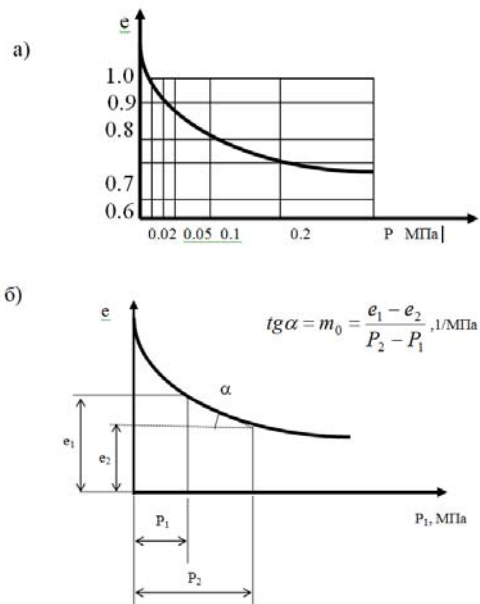 а)
e
1.0
0.9
0.8
0.7
0.6
0.02 0.05 0.1 0.2 Р МПа
б)
e
tgα = m₀ = (e₁ − e₂) / (P₂ − P₁) ,1/МПа
α
e₁
e₂
P₁
P₁, МПа
P₂